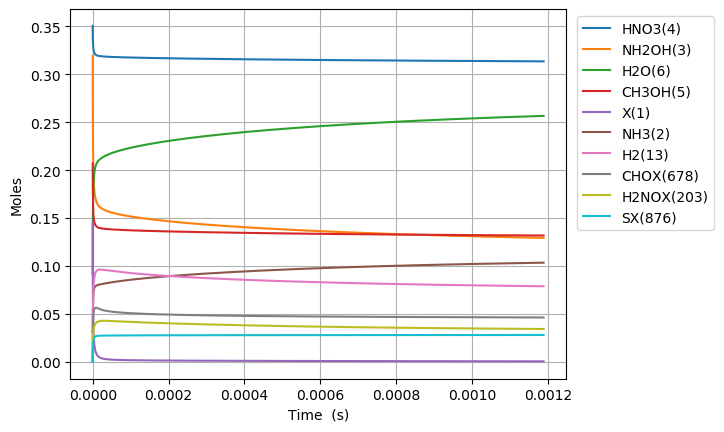 0.35
0.30
0.25
0.20
0.15
0.10
0.05
0.00
Moles
0.0000 0.0002 0.0004 0.0006 0.0008 0.0010 0.0012
Time (s)
HNO3(4)
NH2OH(3)
H2O(6)
CH3OH(5)
X(1)
NH3(2)
H2(13)
CHOX(678)
H2NOX(203)
SX(876)